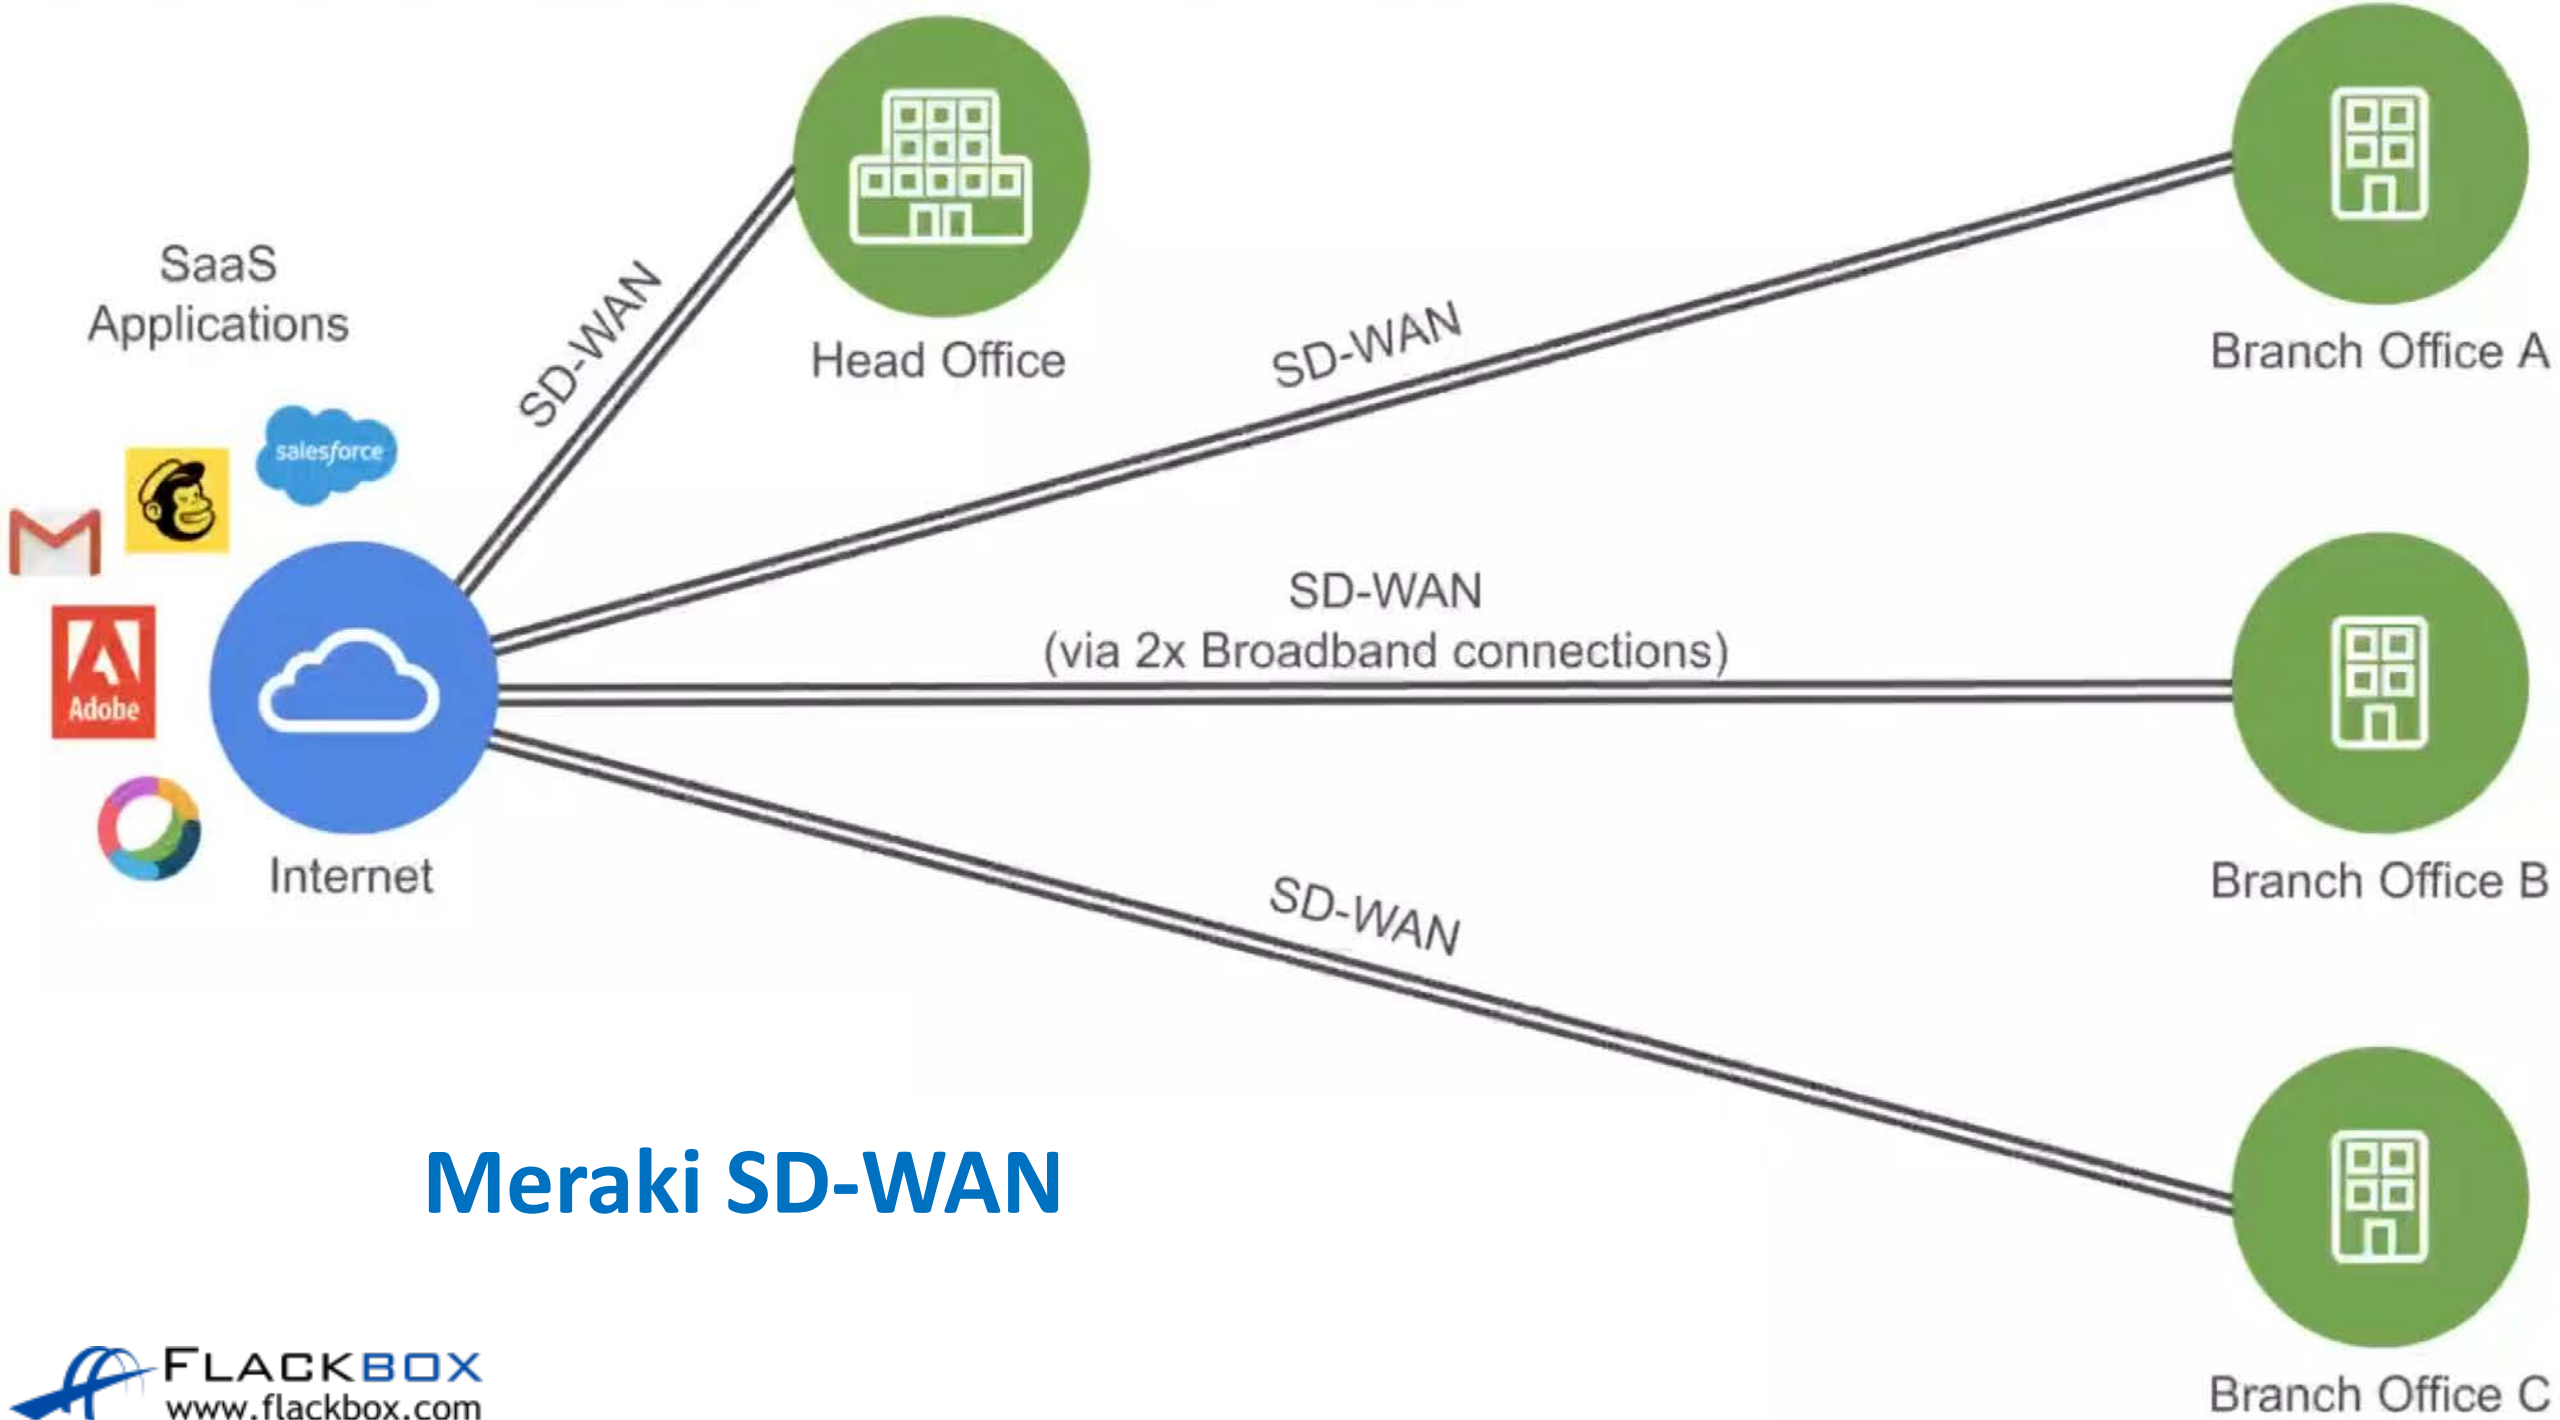 SaaS
Applications
salesforce
Adobe
Internet
SD-WAN
Head Office
SD-WAN
Branch Office A
SD-WAN
(via 2x Broadband connections)
Branch Office B
SD-WAN
Branch Office C
Meraki SD-WAN
FLACKBOX
www.flackbox.com